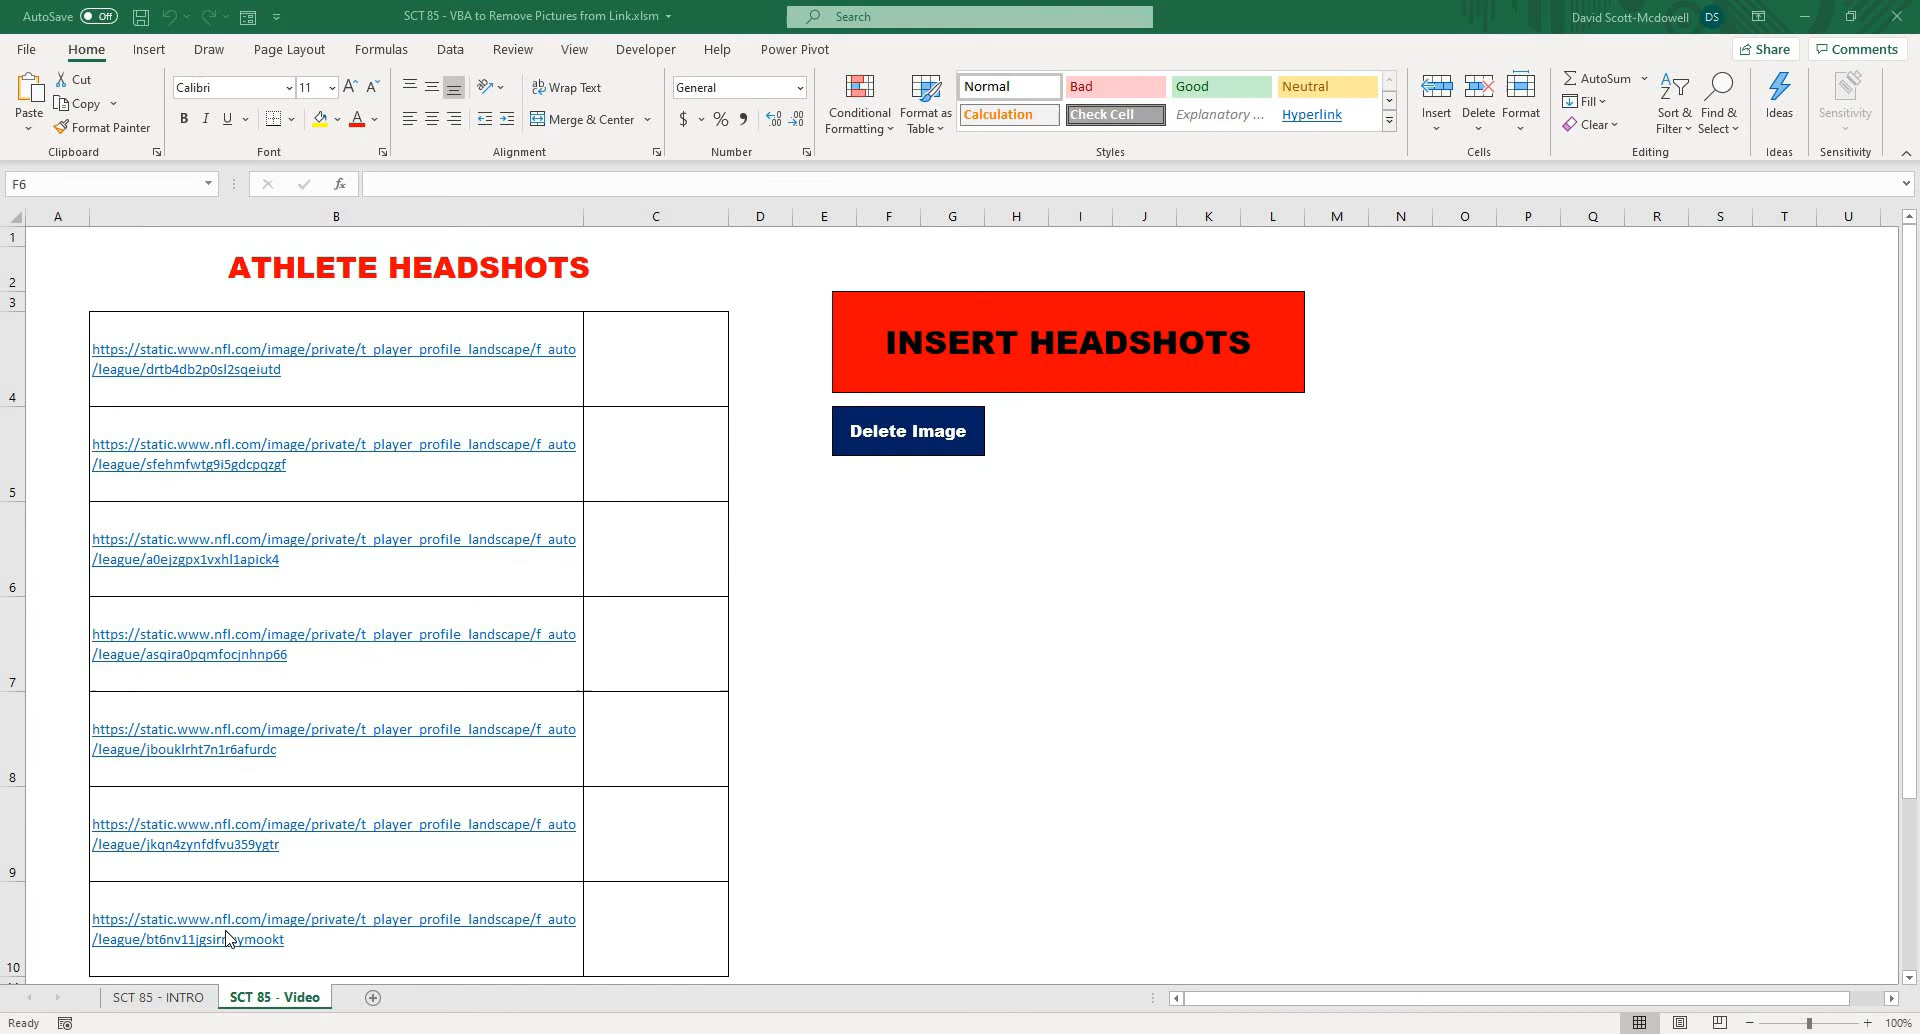 AutoSave Off SCT 85 - VBA to Remove Pictures from Link.xlsm Search David Scott-Mcdowell DS
File Home Insert Draw Page Layout Formulas Data Review View Developer Help Power Pivot Share Comments
Paste Cut Copy Format Painter
Calibri 11 B I U
Wrap Text Merge & Center
General $ % 9
Conditional Formatting Format as Table
Normal Bad Good Neutral
Calculation Check Cell Explanatory ... Hyperlink
Insert Delete Format
AutoSum Fill Clear Sort & Filter Find & Select
Ideas Sensitivity
Clipboard Font Alignment Number Styles Cells Editing Ideas Sensitivity
F6 fx
A B C D E F G H I J K L M N O P Q R S T U
1
ATHLETE HEADSHOTS
2
3
INSERT HEADSHOTS
https://static.www.nfl.com/image/private/t_player_profile_landscape/f_auto
/league/drtb4db2p0sl2sqeiutd
4
Delete Image
https://static.www.nfl.com/image/private/t_player_profile_landscape/f_auto
/league/sfehmfwtg9i5gdcpqzgf
5
https://static.www.nfl.com/image/private/t_player_profile_landscape/f_auto
/league/a0ejzgpx1vxhl1apick4
6
https://static.www.nfl.com/image/private/t_player_profile_landscape/f_auto
/league/asqira0pqmfocjnhnp66
7
https://static.www.nfl.com/image/private/t_player_profile_landscape/f_auto
/league/jbouklrht7n1r6afurdc
8
https://static.www.nfl.com/image/private/t_player_profile_landscape/f_auto
/league/jkqn4zynfdfvu359ygtr
9
https://static.www.nfl.com/image/private/t_player_profile_landscape/f_auto
10
SCT 85 - INTRO SCT 85 - Video
Ready 100%